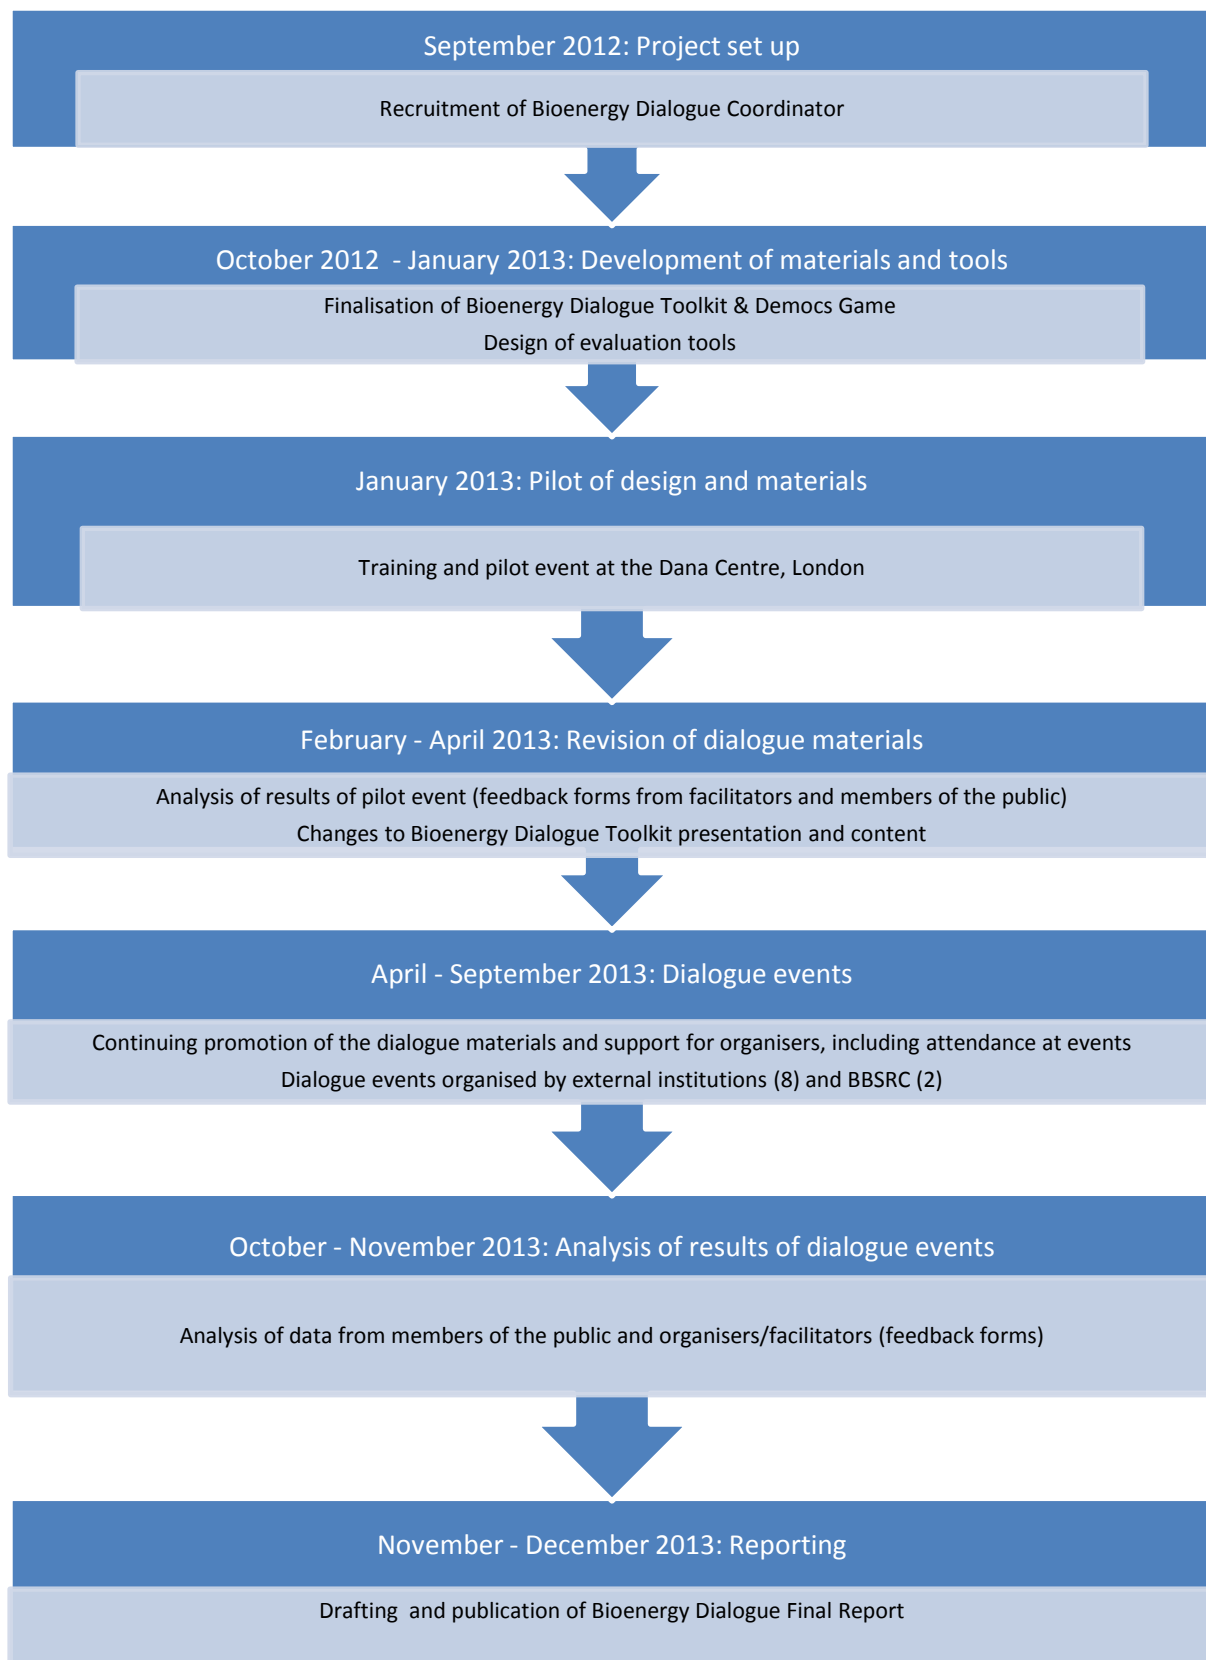 September 2012: Project set up
Recruitment of Bioenergy Dialogue Coordinator
October 2012  - January 2013: Development of materials and tools
Finalisation of Bioenergy Dialogue Toolkit & Democs Game
Design of evaluation tools
January 2013: Pilot of design and materials
Training and pilot event at the Dana Centre, London
February - April 2013: Revision of dialogue materials
Analysis of results of pilot event (feedback forms from facilitators and members of the public)
Changes to Bioenergy Dialogue Toolkit presentation and content
April - September 2013: Dialogue events
Continuing promotion of the dialogue materials and support for organisers, including attendance at events
Dialogue events organised by external institutions (8) and BBSRC (2)
October - November 2013: Analysis of results of dialogue events
Analysis of data from members of the public and organisers/facilitators (feedback forms)
November - December 2013: Reporting
Drafting  and publication of Bioenergy Dialogue Final Report